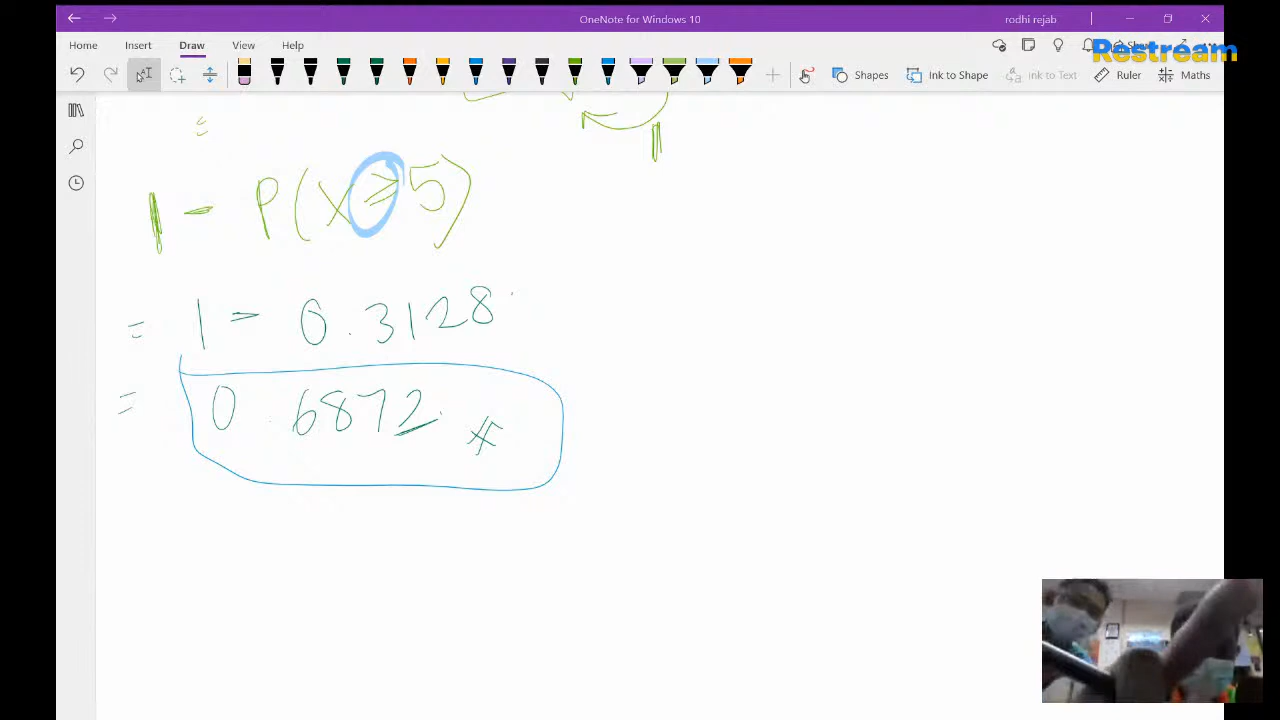 OneNote for Windows 10
rodhi rejab
Home Insert Draw View Help
Restream
Shapes Ink to Shape Ink to Text Ruler Maths
=
1 - P(X ≥ 5)
= 1 - 0.3128
= 0.6872